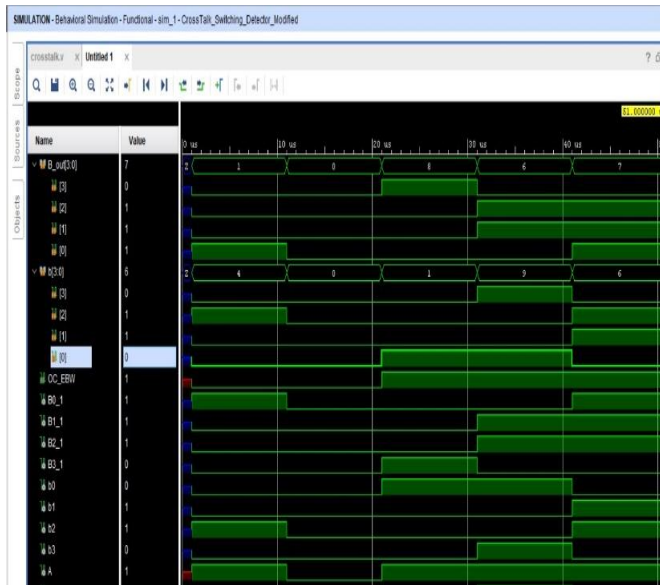 SIMULATION - Behavioral Simulation - Functional - sim_1 - CrossTalk_Switching_Detector_Modified
crosstalk.v x Untitled 1 x ?
Scope
Sources
Objects
61.000000
Name Value 0 us 10 us 20 us 30 us 40 us
B_out[3:0] 7 Z 1 0 8 6 7
[3] 0
[2] 1
[1] 1
[0] 1
b[3:0] 6 Z 4 0 1 9 6
[3] 0
[2] 1
[1] 1
[0] 0
OC_EBW 1
B0_1 1
B1_1 1
B2_1 1
B3_1 0
b0 0
b1 1
b2 1
b3 0
A 1